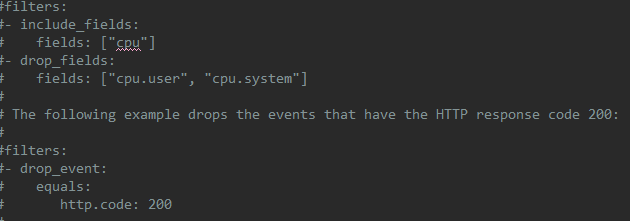 #filters:
#- include_fields:
#    fields: ["cpu"]
#- drop_fields:
#    fields: ["cpu.user", "cpu.system"]
#
# The following example drops the events that have the HTTP response code 200:
#
#filters:
#- drop_event:
#    equals:
#       http.code: 200
#